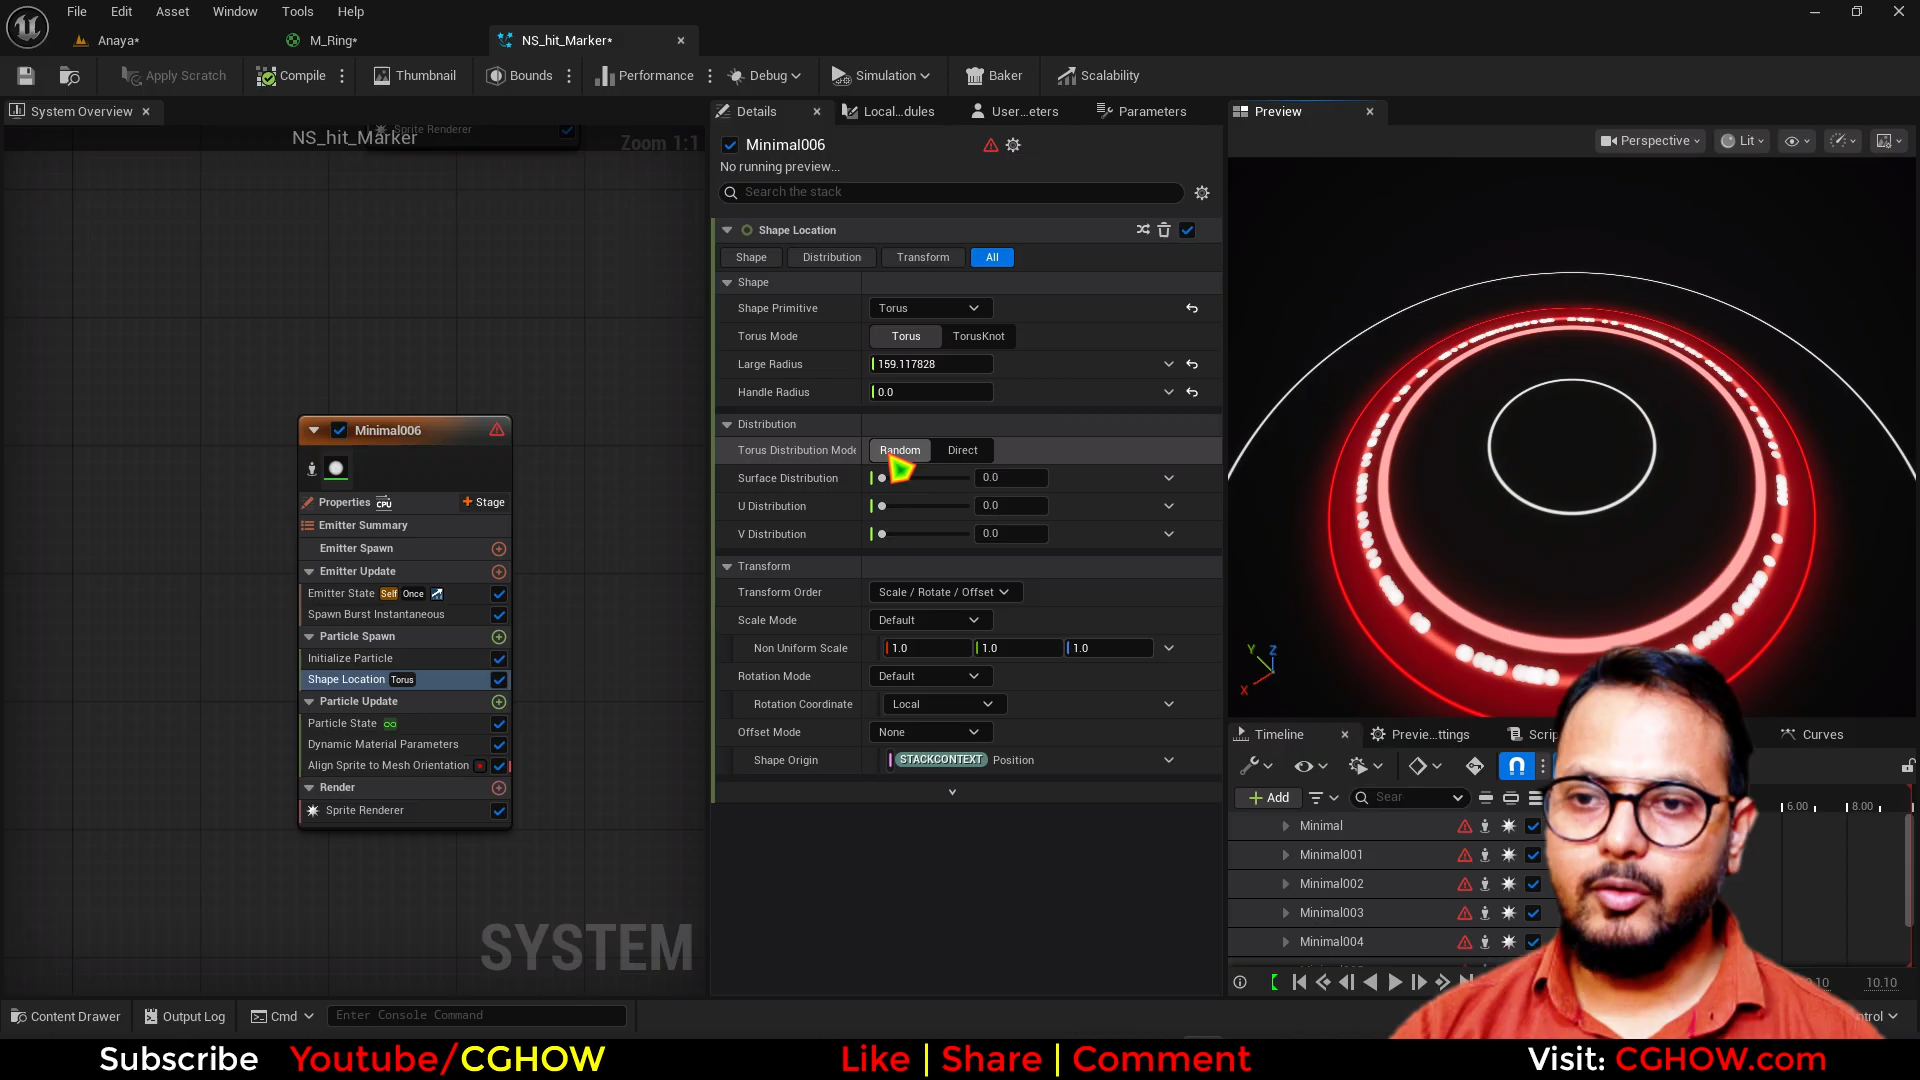 File Edit Asset Window Tools Help
Anaya* M_Ring* NS_hit_Marker*
Apply Scratch Compile Thumbnail Bounds Performance Debug Simulation Baker Scalability
System Overview
Sprite Renderer
NS_hit_Marker
Zoom 1:1
Minimal006
Properties CPU Stage
Emitter Summary
Emitter Spawn
Emitter Update
Emitter State Self Once
Spawn Burst Instantaneous
Particle Spawn
Initialize Particle
Shape Location Torus
Particle Update
Particle State
Dynamic Material Parameters
Align Sprite to Mesh Orientation
Render
Sprite Renderer
SYSTEM
Details Local...dules User...eters Parameters
Minimal006
No running preview...
Search the stack
Shape Location
Shape Distribution Transform All
Shape
Shape Primitive Torus
Torus Mode Torus TorusKnot
Large Radius 159.117828
Handle Radius 0.0
Distribution
Torus Distribution Mode Random Direct
Surface Distribution 0.0
U Distribution 0.0
V Distribution 0.0
Transform
Transform Order Scale / Rotate / Offset
Scale Mode Default
Non Uniform Scale 1.0 1.0 1.0
Rotation Mode Default
Rotation Coordinate Local
Offset Mode None
Shape Origin STACKCONTEXT Position
Preview
Perspective Lit
Y Z
X
Timeline Previe...ttings Scrip Curves
Add Sear
6.00 8.00
Minimal
Minimal001
Minimal002
Minimal003
Minimal004
10.10
Content Drawer Output Log Cmd Enter Console Command
Subscribe Youtube/CGHOW Like | Share | Comment Visit: CGHOW.com